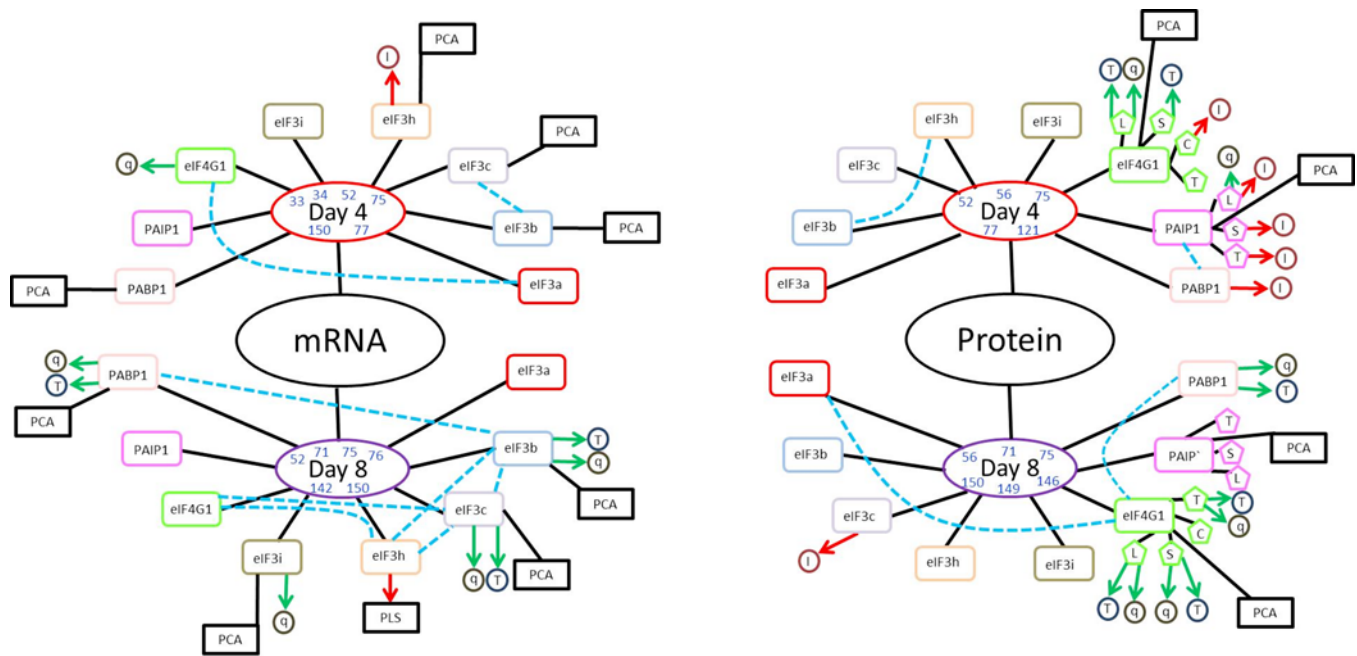 PCA
I
eIF3i
eIF3h
PCA
q
eIF4G1
eIF3c
34 52
33 75
Day 4
150 77
PAIP1
eIF3b
PCA
PCA
PABP1
eIF3a
mRNA
q
T
PABP1
eIF3a
PCA
PAIP1
71 75
52 76
Day 8
142 150
eIF3b
T
q
PCA
eIF4G1
eIF3c
eIF3i
eIF3h
q
T
PCA
q
PCA
PLS
PCA
T
q
T
eIF3h
eIF3i
L
S
I
C
eIF3c
eIF4G1
T
q
I
PCA
L
56
52 75
Day 4
77 121
eIF3b
PAIP1
S
I
T
I
eIF3a
PABP1
I
Protein
eIF3a
PABP1
q
T
T
eIF3b
71
56 75
Day 8
150 149 146
PAIP`
S
L
PCA
eIF3c
eIF4G1
T
T
q
C
I
eIF3h
eIF3i
L
S
T
q
q
T
PCA